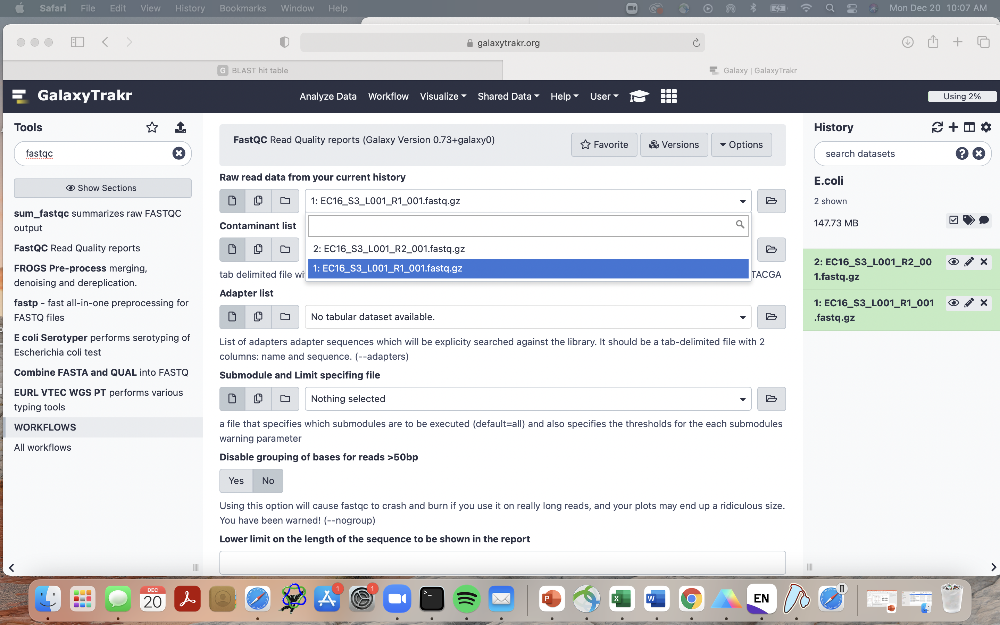 Safari File Edit View History Bookmarks Window Help Mon Dec 20 10:07 AM
galaxytrakr.org
G BLAST hit table
Galaxy | GalaxyTrakr
GalaxyTrakr
Analyze Data Workflow Visualize Shared Data Help User
Using 2%
Tools
fastqc
Show Sections
sum_fastqc summarizes raw FASTQC
output
FastQC Read Quality reports
FROGS Pre-process merging,
denoising and dereplication.
fastp - fast all-in-one preprocessing for
FASTQ files
E coli Serotyper performs serotyping of
Escherichia coli test
Combine FASTA and QUAL into FASTQ
EURL VTEC WGS PT performs various
typing tools
WORKFLOWS
All workflows
FastQC Read Quality reports (Galaxy Version 0.73+galaxy0)
Favorite
Versions
Options
Raw read data from your current history
1: EC16_S3_L001_R1_001.fastq.gz
Contaminant list
2: EC16_S3_L001_R2_001.fastq.gz
1: EC16_S3_L001_R1_001.fastq.gz
tab delimited file wi TACGA
Adapter list
No tabular dataset available.
List of adapters adapter sequences which will be explicity searched against the library. It should be a tab-delimited file with 2
columns: name and sequence. (--adapters)
Submodule and Limit specifing file
Nothing selected
a file that specifies which submodules are to be executed (default=all) and also specifies the thresholds for the each submodules
warning parameter
Disable grouping of bases for reads >50bp
Yes No
Using this option will cause fastqc to crash and burn if you use it on really long reads, and your plots may end up a ridiculous size.
You have been warned! (--nogroup)
Lower limit on the length of the sequence to be shown in the report
History
search datasets
E.coli
2 shown
147.73 MB
2: EC16_S3_L001_R2_00
1.fastq.gz
1: EC16_S3_L001_R1_001
.fastq.gz
DEC
20
1
1
>_
P
X
W
EN